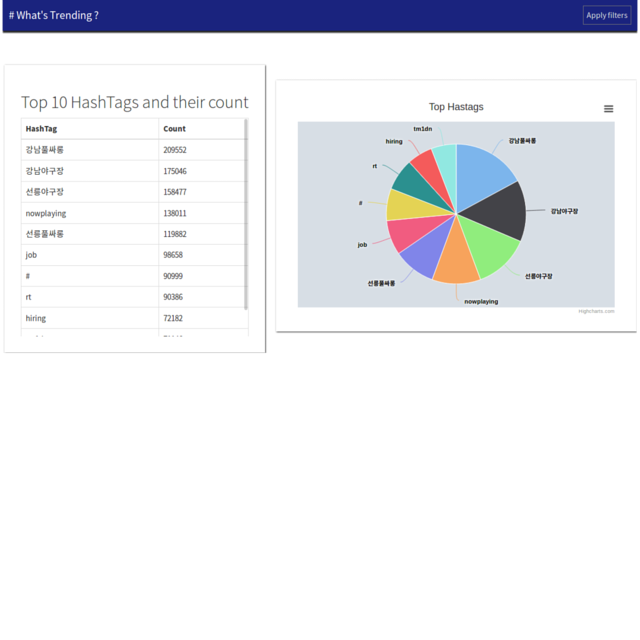 # What's Trending ?
Apply filters
Top 10 HashTags and their count
HashTag Count
강남풀싸롱 209552
강남야구장 175046
선릉야구장 158477
nowplaying 138011
선릉풀싸롱 119882
job 98658
# 90999
rt 90386
hiring 72182
Top Hastags
tm1dn
강남풀싸롱
hiring
rt
#
강남야구장
job
선릉야구장
선릉풀싸롱
nowplaying
Highcharts.com